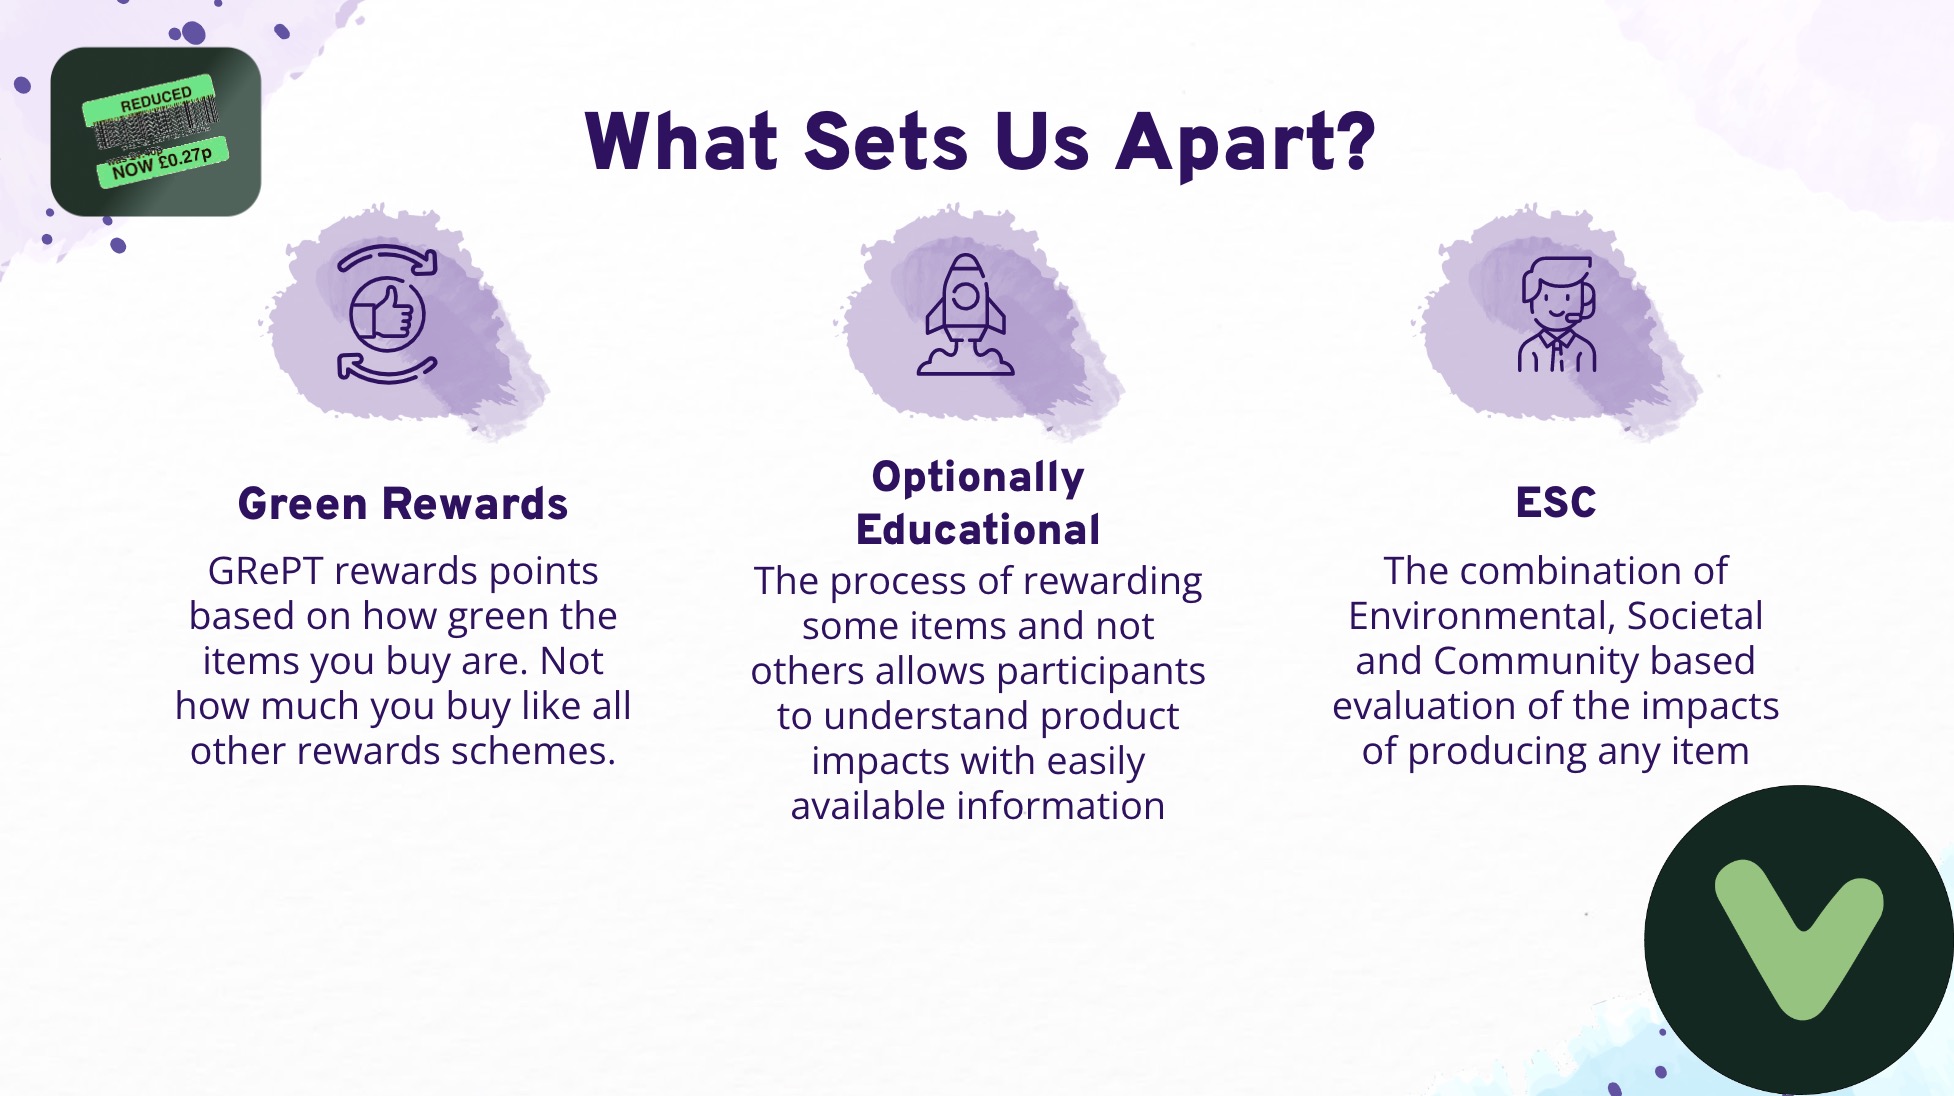 REDUCED
NOW £0.27p
What Sets Us Apart?
Green Rewards
GRePT rewards points
based on how green the
items you buy are. Not
how much you buy like all
other rewards schemes.
Optionally
Educational
The process of rewarding
some items and not
others allows participants
to understand product
impacts with easily
available information
ESC
The combination of
Environmental, Societal
and Community based
evaluation of the impacts
of producing any item
V